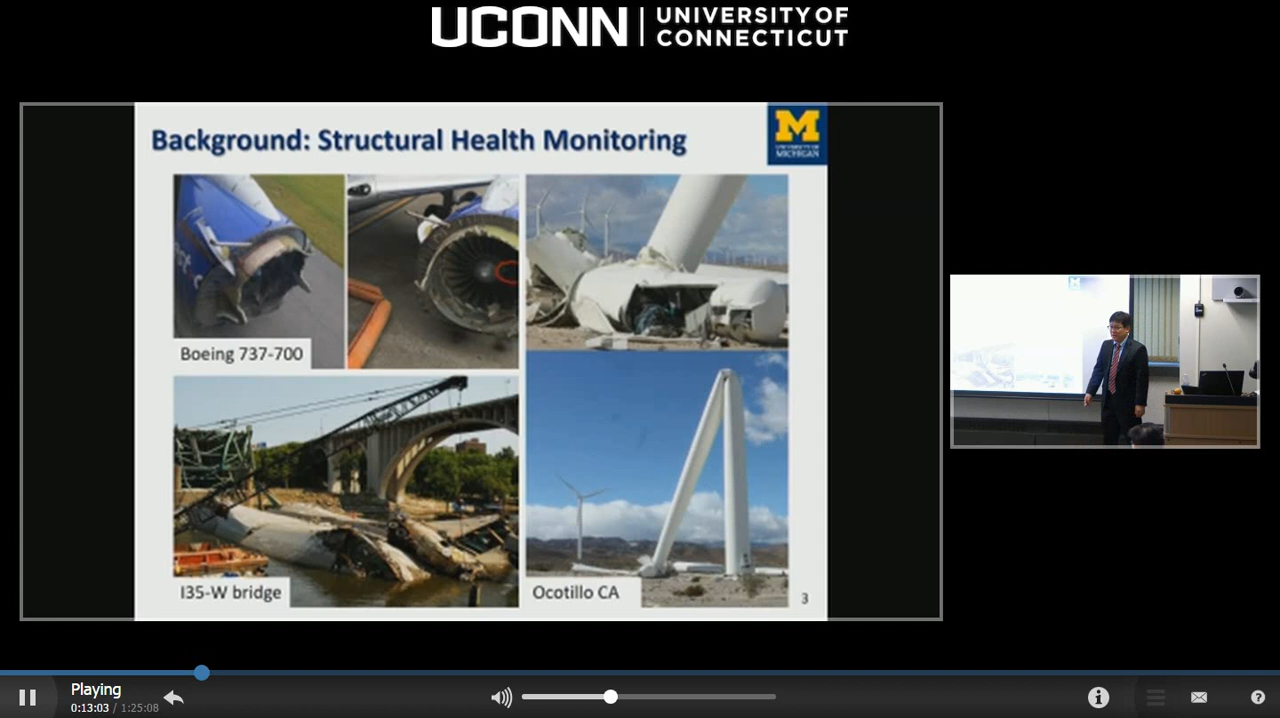 UCONN
UNIVERSITY OF
CONNECTICUT
Background: Structural Health Monitoring
M
UNIVERSITY OF
MICHIGAN
Boeing 737-700
I35-W bridge
Ocotillo CA
3
M
Playing
0:13:03 / 1:25:08